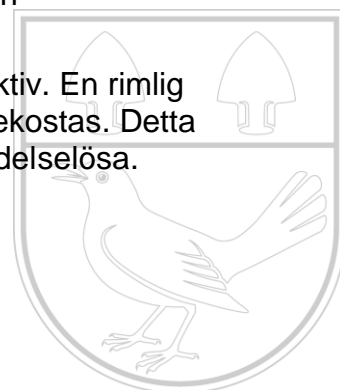 ktiv. En rimlig
ekostas. Detta
delselösa.